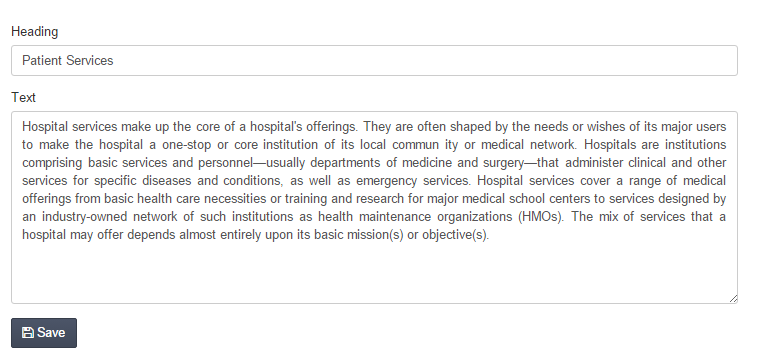 Heading
Patient Services
Text
Hospital services make up the core of a hospital's offerings. They are often shaped by the needs or wishes of its major users
to make the hospital a one-stop or core institution of its local commun ity or medical network. Hospitals are institutions
comprising basic services and personnel—usually departments of medicine and surgery—that administer clinical and other
services for specific diseases and conditions, as well as emergency services. Hospital services cover a range of medical
offerings from basic health care necessities or training and research for major medical school centers to services designed by
an industry-owned network of such institutions as health maintenance organizations (HMOs). The mix of services that a
hospital may offer depends almost entirely upon its basic mission(s) or objective(s).
Save